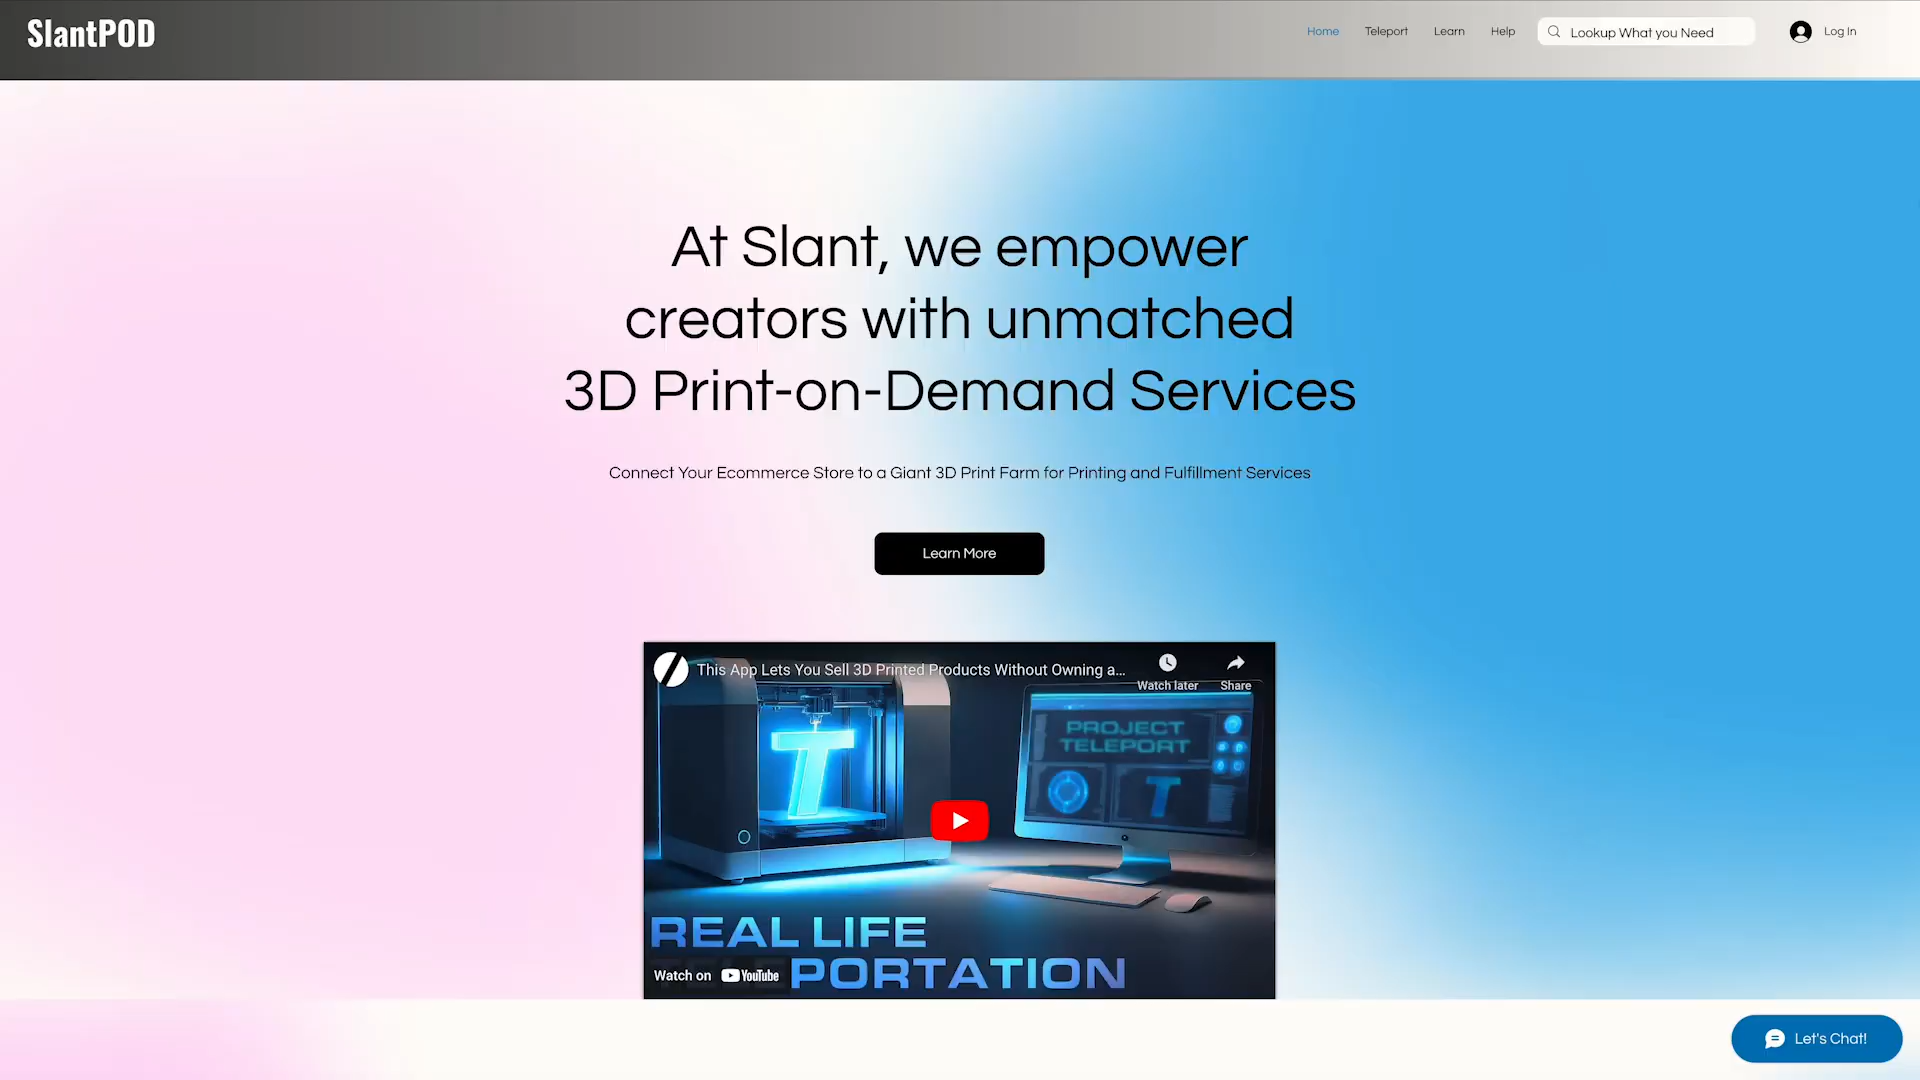 SlantPOD
Home
Teleport
Learn
Help
Lookup What you Need
Log In
At Slant, we empower
creators with unmatched
3D Print-on-Demand Services
Connect Your Ecommerce Store to a Giant 3D Print Farm for Printing and Fulfillment Services
Learn More
This App Lets You Sell 3D Printed Products Without Owning a...
Watch later
Share
PROJECT
TELEPORT
T
T
REAL LIFE
TELEPORTATION
Watch on YouTube
Let's Chat!